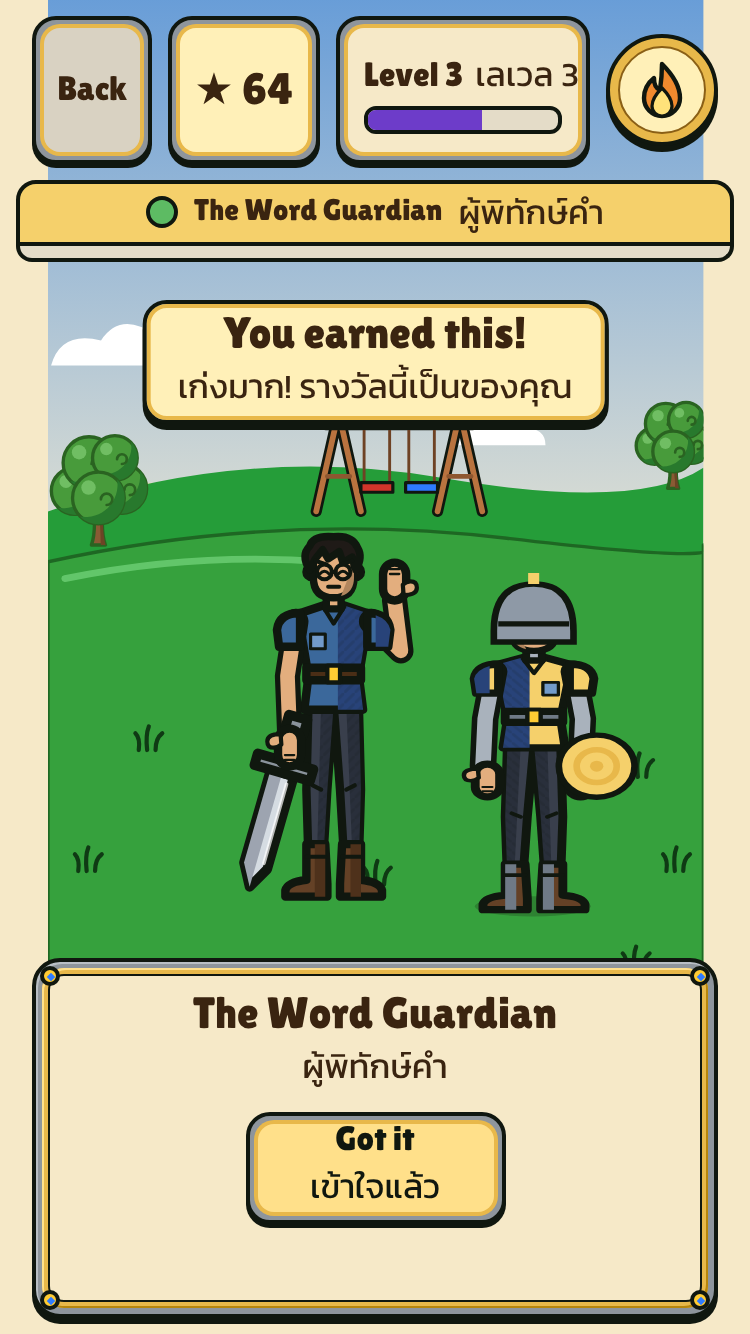 Back
★ 64
Level 3 เลเวล 3
The Word Guardian ผู้พิทักษ์คำ
You earned this!
เก่งมาก! รางวัลนี้เป็นของคุณ
The Word Guardian
ผู้พิทักษ์คำ
Got it
เข้าใจแล้ว